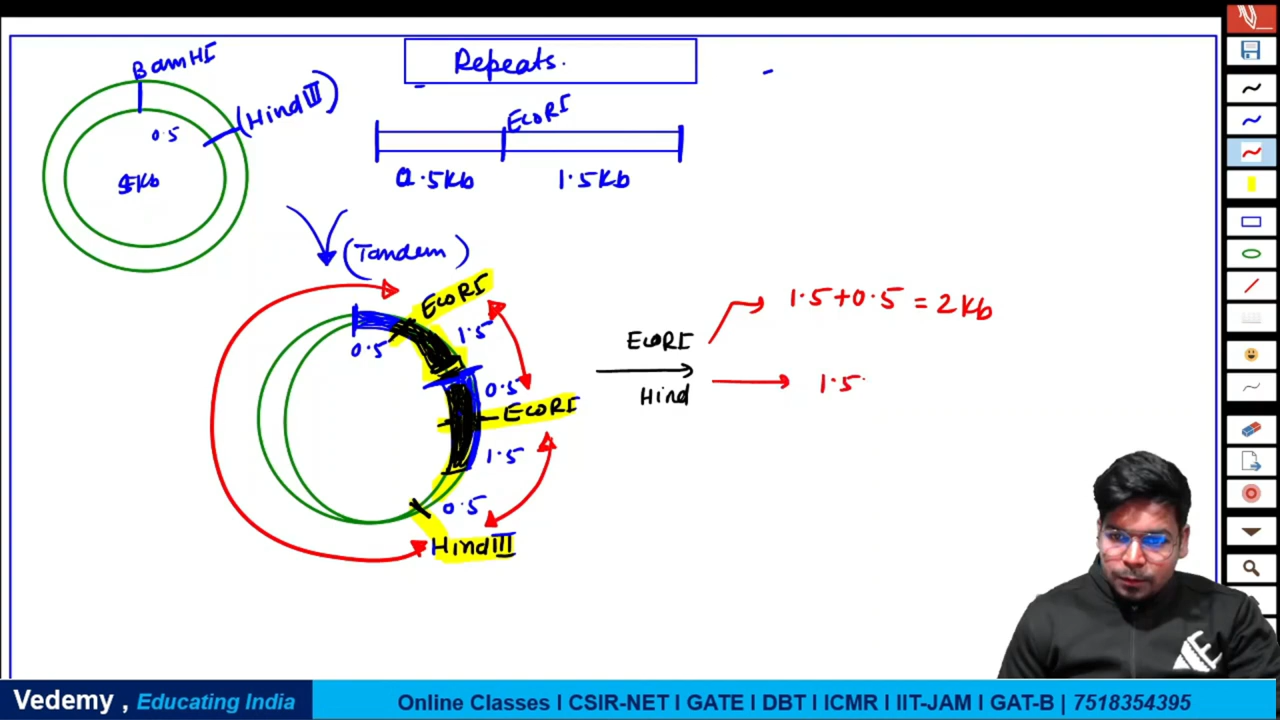 BamHI
(HindIII)
0.5
5Kb
Repeats.
EcoRI
0.5Kb
1.5Kb
(Tandem)
EcoRI
0.5
1.5
0.5
EcoRI
1.5
0.5
HindIII
EcoRI
Hind
1.5+0.5 = 2Kb
1.5
Vedemy , Educating India
Online Classes I CSIR-NET I GATE I DBT I ICMR I IIT-JAM I GAT-B | 7518354395